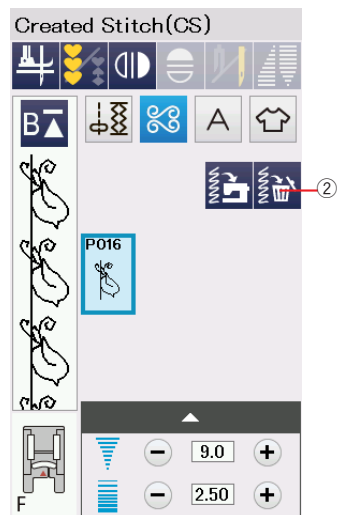 Created Stitch(CS)
B
A
②
P016
9.0
F
2.50